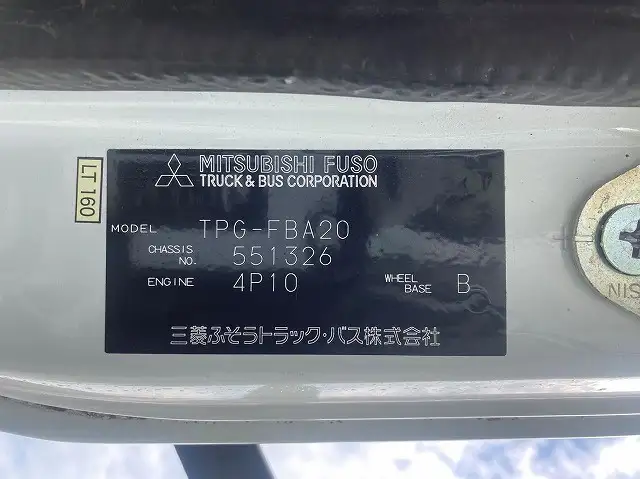 MITSUBISHI FUSO
TRUCK & BUS CORPORATION
LT 160
MODEL TPG-FBA20
CHASSIS NO. 551326
ENGINE 4P10 WHEEL BASE B
三菱ふそうトラック・バス株式会社
NIS